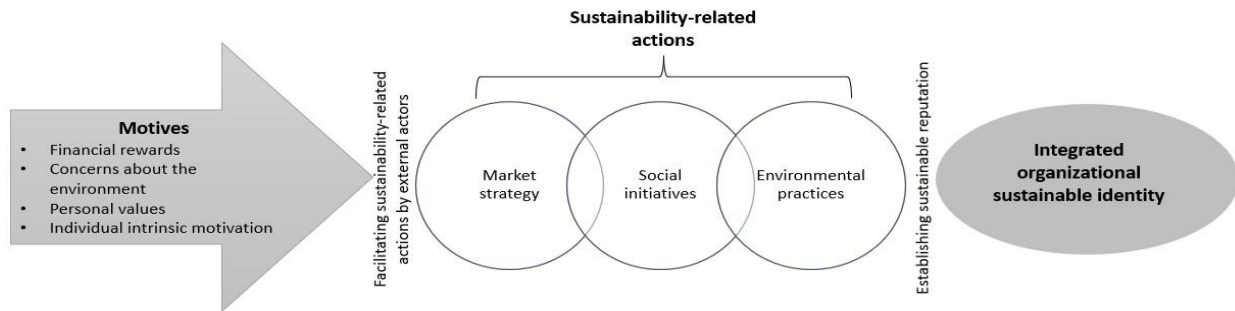 Motives
• Financial rewards
• Concerns about the
environment
• Personal values
• Individual intrinsic motivation
Facilitating sustainability-related
actions by external actors
Sustainability-related
actions
Market
strategy
Social
initiatives
Environmental
practices
Establishing sustainable reputation
Integrated
organizational
sustainable identity